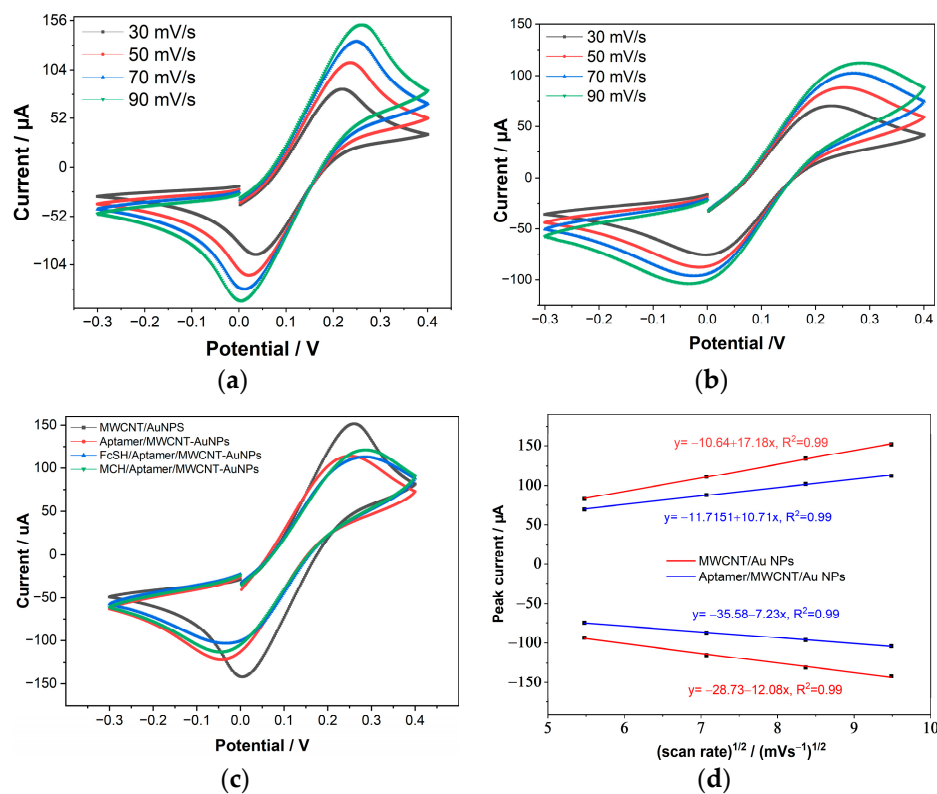 156
104
52
0
−52
−104
−0.3 −0.2 −0.1 0.0 0.1 0.2 0.3 0.4
Current / µA
Potential / V
30 mV/s
50 mV/s
70 mV/s
90 mV/s
(a)
150
100
50
0
−50
−100
−0.3 −0.2 −0.1 0.0 0.1 0.2 0.3 0.4
Current / µA
Potential /V
30 mV/s
50 mV/s
70 mV/s
90 mV/s
(b)
150
100
50
0
−50
−100
−150
−0.3 −0.2 −0.1 0.0 0.1 0.2 0.3 0.4
Current / uA
Potential / V
MWCNT/AuNPS
Aptamer/MWCNT-AuNPs
FcSH/Aptamer/MWCNT-AuNPs
MCH/Aptamer/MWCNT-AuNPs
(c)
150
100
50
0
−50
−100
−150
5 6 7 8 9 10
Peak current / µA
(scan rate)1/2 / (mVs−1)1/2
y= −10.64+17.18x, R2=0.99
y= −11.7151+10.71x, R2=0.99
MWCNT/Au NPs
Aptamer/MWCNT/Au NPs
y= −35.58−7.23x, R2=0.99
y= −28.73−12.08x, R2=0.99
(d)